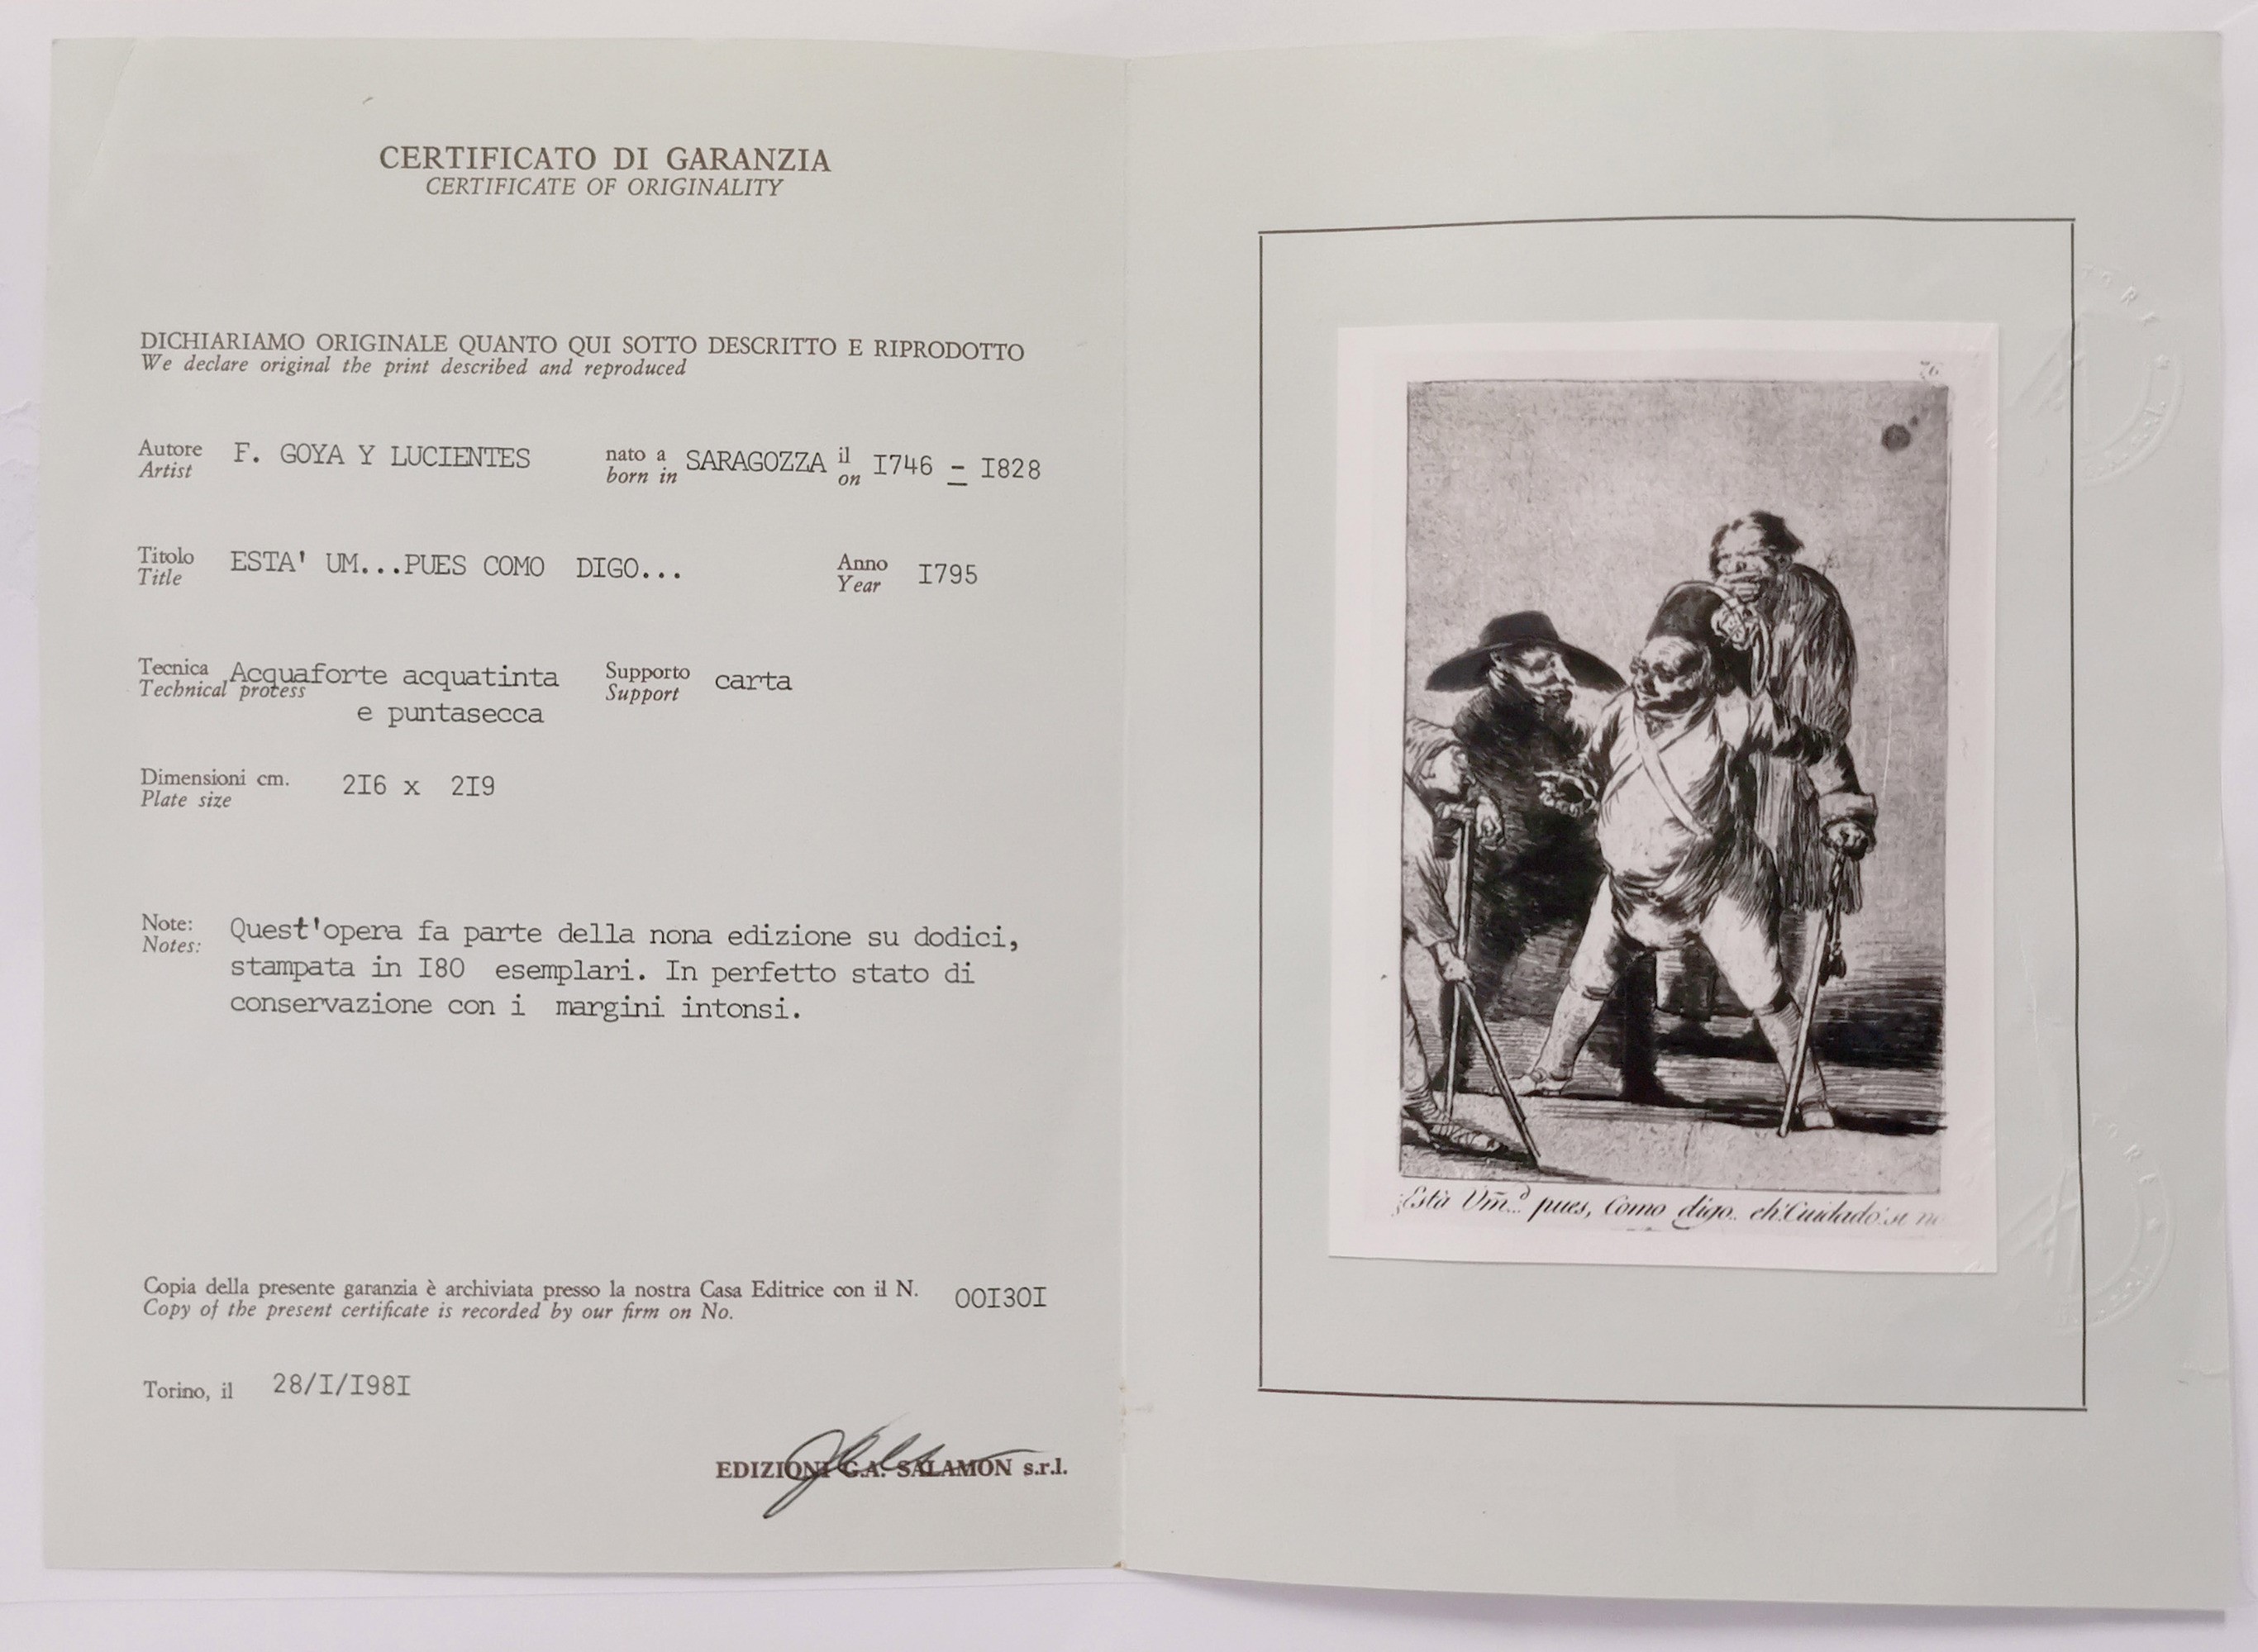 CERTIFICATO DI GARANZIA
CERTIFICATE OF ORIGINALITY
DICHIARIAMO ORIGINALE QUANTO QUI SOTTO DESCRITTO E RIPRODOTTO
We declare original the print described and reproduced
Autore F. GOYA Y LUCIENTES nato a SARAGOZZA il I746 - I828
Artist born in on
Titolo ESTA' UM...PUES COMO DIGO... Anno I795
Title Year
Tecnica Acquaforte acquatinta Supporto carta
Technical process Support
e puntasecca
Dimensioni cm. 2I6 x 2I9
Plate size
Note: Quest'opera fa parte della nona edizione su dodici,
Notes:
stampata in I80 esemplari. In perfetto stato di
conservazione con i margini intonsi.
Copia della presente garanzia è archiviata presso la nostra Casa Editrice con il N. 00I30I
Copy of the present certificate is recorded by our firm on No.
Torino, il 28/I/I98I
EDIZIONI G.A. SALAMON s.r.l.
76
¿Està Vm̃.ᵈ... pues, Como digo.. eh! Cuidado! si no